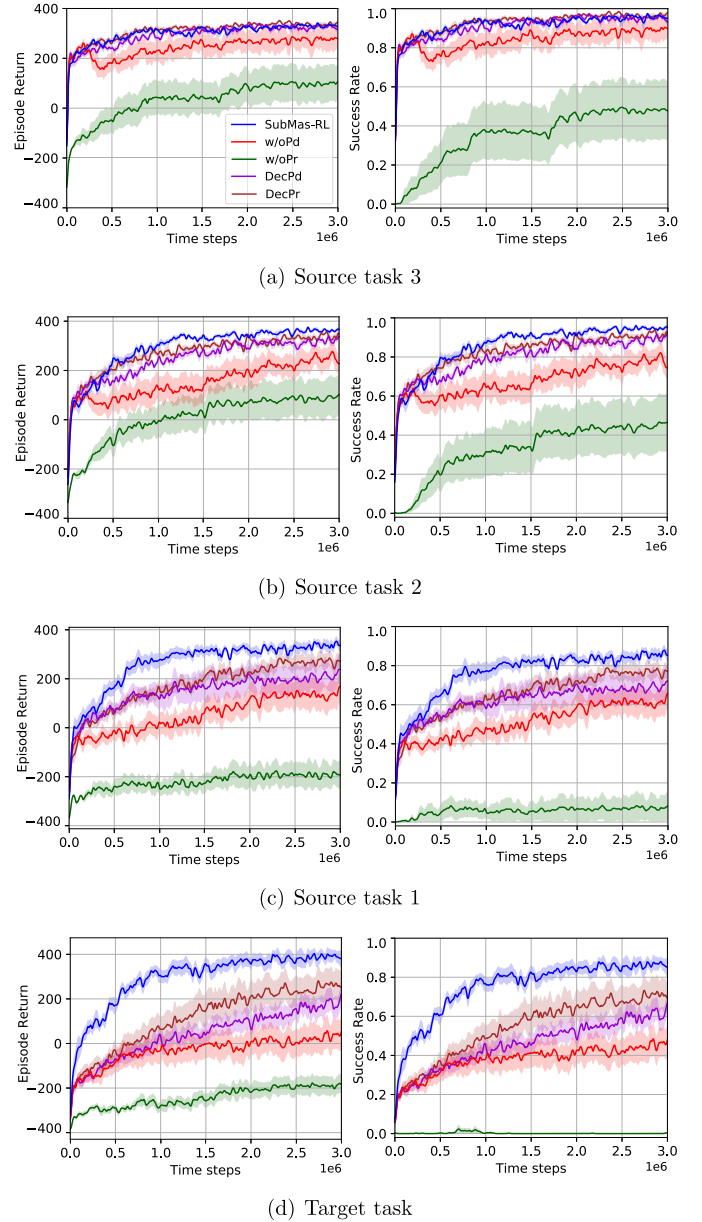 400
200
0
−200
−400
Episode Return
0.0 0.5 1.0 1.5 2.0 2.5 3.0
Time steps
1e6
SubMas-RL
w/oPd
w/oPr
DecPd
DecPr
1.0
0.8
0.6
0.4
0.2
0.0
Success Rate
0.0 0.5 1.0 1.5 2.0 2.5 3.0
Time steps
1e6
(a) Source task 3
400
200
0
−200
−400
Episode Return
0.0 0.5 1.0 1.5 2.0 2.5 3.0
Time steps
1e6
1.0
0.8
0.6
0.4
0.2
0.0
Success Rate
0.0 0.5 1.0 1.5 2.0 2.5 3.0
Time steps
1e6
(b) Source task 2
400
200
0
−200
−400
Episode Return
0.0 0.5 1.0 1.5 2.0 2.5 3.0
Time steps
1e6
1.0
0.8
0.6
0.4
0.2
0.0
Success Rate
0.0 0.5 1.0 1.5 2.0 2.5 3.0
Time steps
1e6
(c) Source task 1
400
200
0
−200
−400
Episode Return
0.0 0.5 1.0 1.5 2.0 2.5 3.0
Time steps
1e6
1.0
0.8
0.6
0.4
0.2
0.0
Success Rate
0.0 0.5 1.0 1.5 2.0 2.5 3.0
Time steps
1e6
(d) Target task